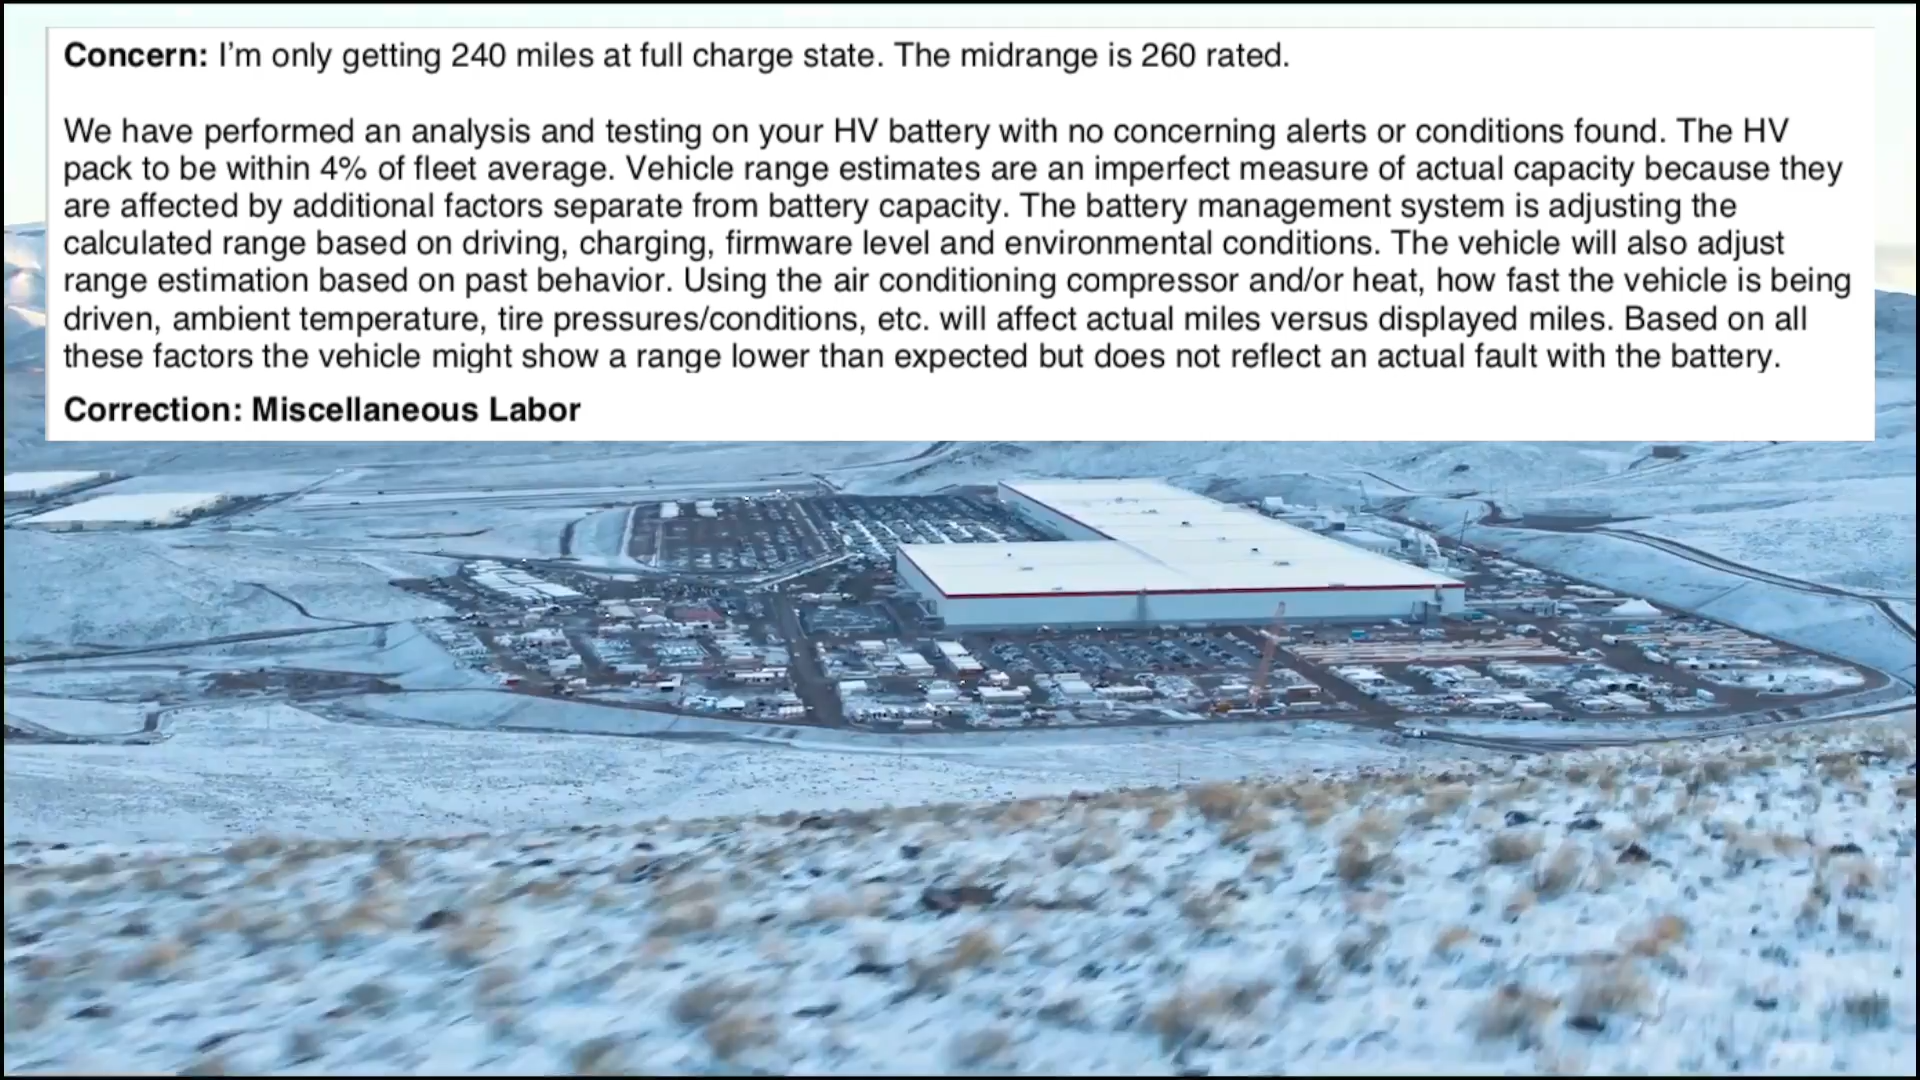 Concern: I'm only getting 240 miles at full charge state. The midrange is 260 rated.
We have performed an analysis and testing on your HV battery with no concerning alerts or conditions found. The HV
pack to be within 4% of fleet average. Vehicle range estimates are an imperfect measure of actual capacity because they
are affected by additional factors separate from battery capacity. The battery management system is adjusting the
calculated range based on driving, charging, firmware level and environmental conditions. The vehicle will also adjust
range estimation based on past behavior. Using the air conditioning compressor and/or heat, how fast the vehicle is being
driven, ambient temperature, tire pressures/conditions, etc. will affect actual miles versus displayed miles. Based on all
these factors the vehicle might show a range lower than expected but does not reflect an actual fault with the battery.
Correction: Miscellaneous Labor